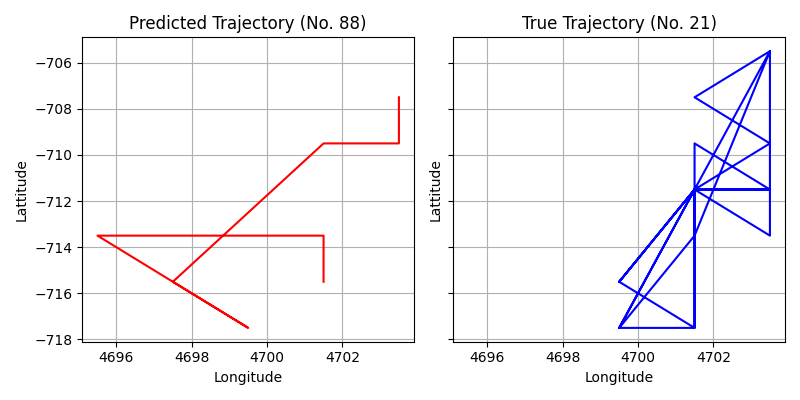 Predicted Trajectory (No. 88)
True Trajectory (No. 21)
Lattitude
−706
−708
−710
−712
−714
−716
−718
4696
4698
4700
4702
Longitude
Lattitude
4696
4698
4700
4702
Longitude